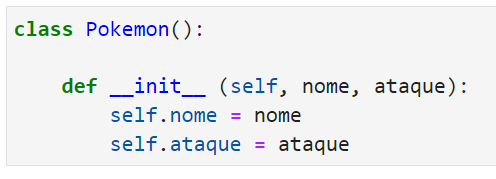 class Pokemon():
def __init__ (self, nome, ataque):
self.nome = nome
self.ataque = ataque